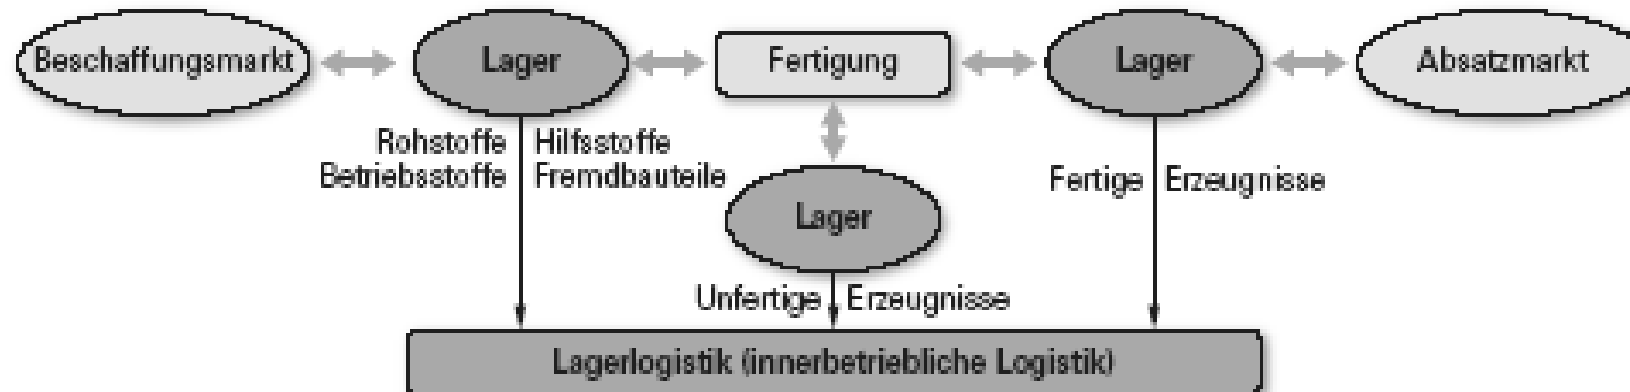 Beschaffungsmarkt
Lager
Fertigung
Lager
Absatzmarkt
Rohstoffe Hilfsstoffe
Betriebsstoffe Fremdbauteile
Fertige Erzeugnisse
Lager
Unfertige Erzeugnisse
Lagerlogistik (innerbetriebliche Logistik)